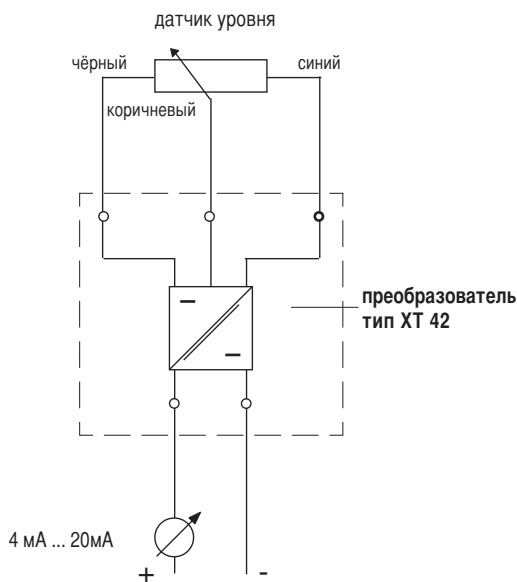 датчик уровня
чёрный
синий
коричневый
преобразователь
тип XT 42
4 мА ... 20мА
+
-